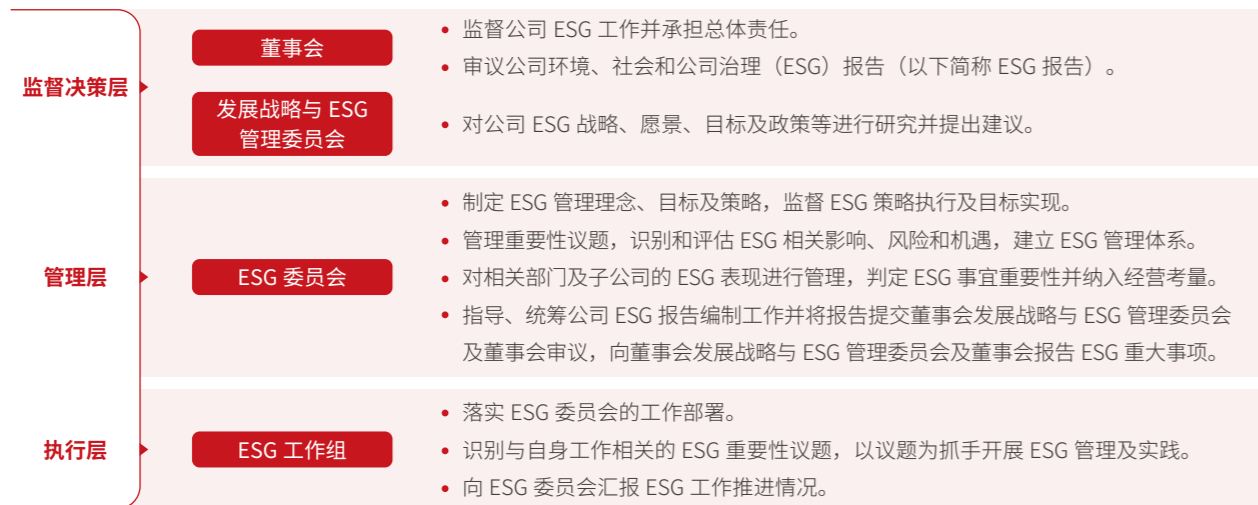 监督决策层
董事会
• 监督公司 ESG 工作并承担总体责任。
• 审议公司环境、社会和公司治理（ESG）报告（以下简称 ESG 报告）。
发展战略与 ESG
管理委员会
• 对公司 ESG 战略、愿景、目标及政策等进行研究并提出建议。
管理层
ESG 委员会
• 制定 ESG 管理理念、目标及策略，监督 ESG 策略执行及目标实现。
• 管理重要性议题，识别和评估 ESG 相关影响、风险和机遇，建立 ESG 管理体系。
• 对相关部门及子公司的 ESG 表现进行管理，判定 ESG 事宜重要性并纳入经营考量。
• 指导、统筹公司 ESG 报告编制工作并将报告提交董事会发展战略与 ESG 管理委员会
及董事会审议，向董事会发展战略与 ESG 管理委员会及董事会报告 ESG 重大事项。
执行层
ESG 工作组
• 落实 ESG 委员会的工作部署。
• 识别与自身工作相关的 ESG 重要性议题，以议题为抓手开展 ESG 管理及实践。
• 向 ESG 委员会汇报 ESG 工作推进情况。